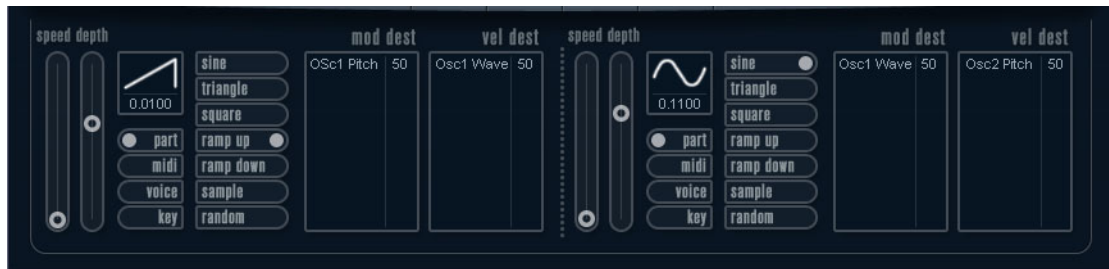 speed depth
mod dest
vel dest
0.0100
part
midi
voice
key
sine
triangle
square
ramp up
ramp down
sample
random
OSc1 Pitch 50
Osc1 Wave 50
speed depth
mod dest
vel dest
0.1100
part
midi
voice
key
sine
triangle
square
ramp up
ramp down
sample
random
Osc1 Wave 50
Osc2 Pitch 50